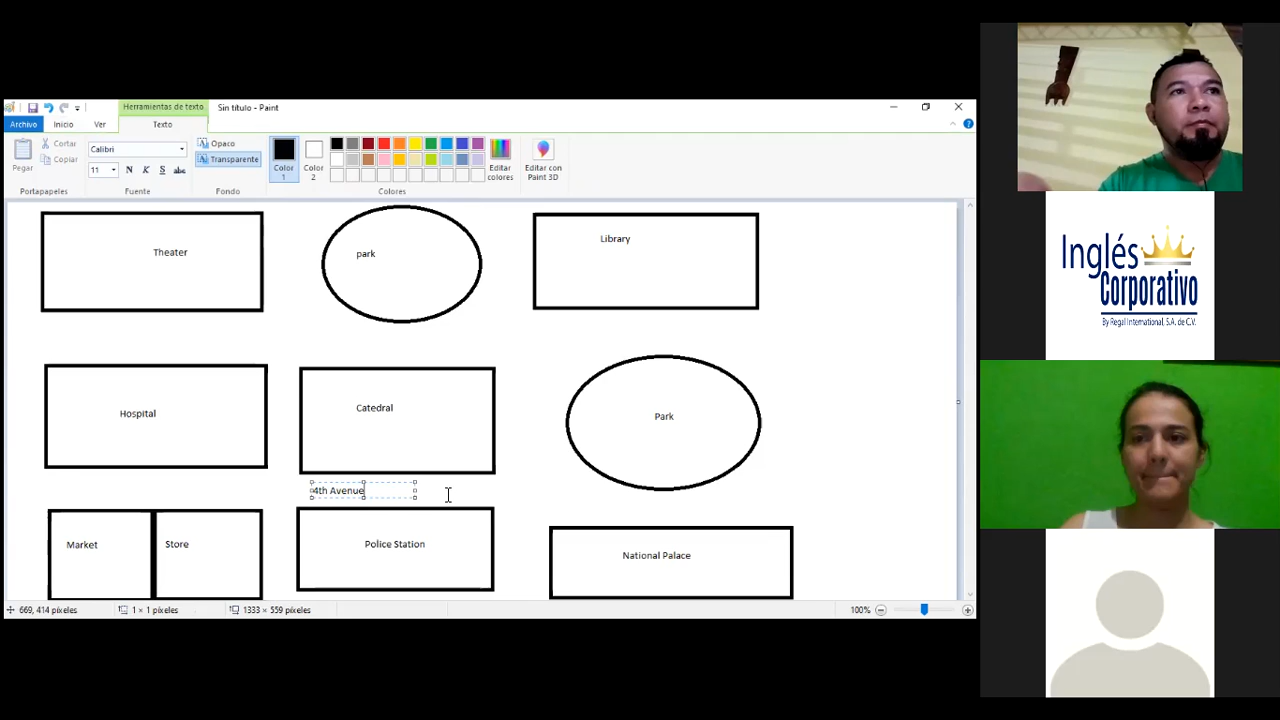 Herramientas de texto
Sin título - Paint
Archivo
Inicio
Ver
Texto
Pegar
Cortar
Copiar
Portapapeles
Calibri
11
N K S abc
Fuente
Opaco
Transparente
Fondo
Color 1
Color 2
Colores
Editar colores
Editar con Paint 3D
Theater
park
Library
Hospital
Catedral
Park
4th Avenue
Market
Store
Police Station
National Palace
669, 414 píxeles
1 × 1 píxeles
1333 × 559 píxeles
100%
Inglés
Corporativo
By Regal International, S.A. de C.V.